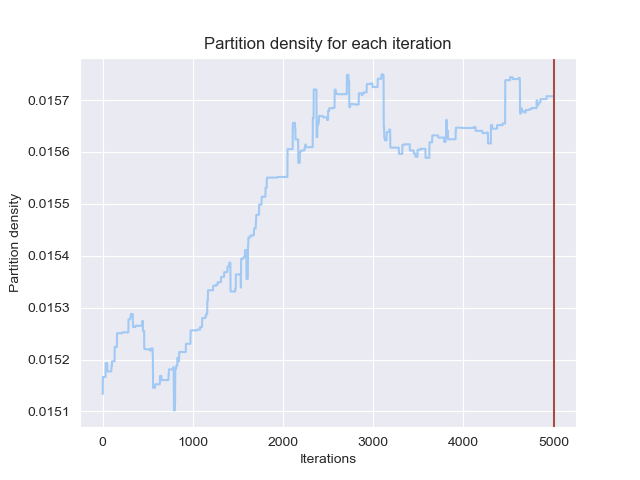 Partition density for each iteration
Partition density
0.0157
0.0156
0.0155
0.0154
0.0153
0.0152
0.0151
0 1000 2000 3000 4000 5000
Iterations